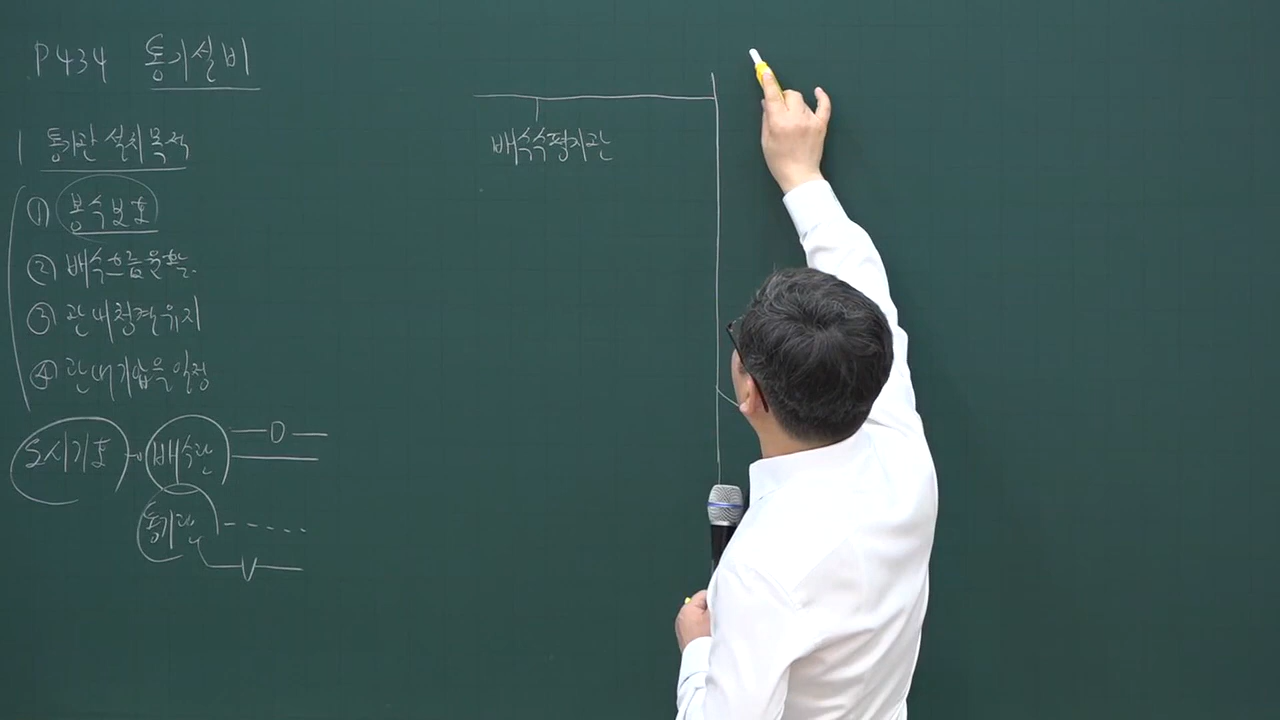 P434 통기설비
1 통기관 설치목적
① 봉수보호
② 배수흐름원활.
③ 관내청결유지
④ 관내기압을 일정
도시기호 → 배수관 —D—
통기관 -----
—V—
배수수평지관